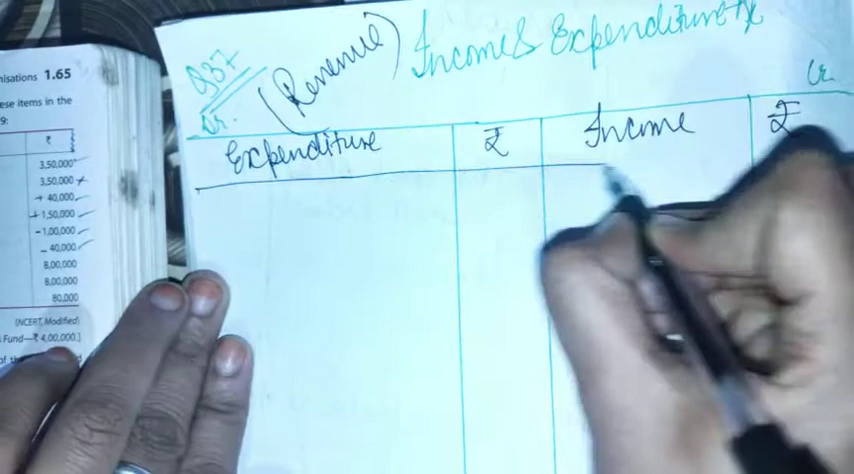 nisations 1.65
ese items in the
9:
₹
3,50,000
3,50,000
40,000
1,50,000
1,00,000
40,000
8,00,000
8,00,000
80,000
(NCERT, Modified)
Fund—₹ 4,00,000.]
of th
Q37
(Revenue) Income & Expenditure A/c
Dr. Cr.
Expenditure ₹ Income ₹